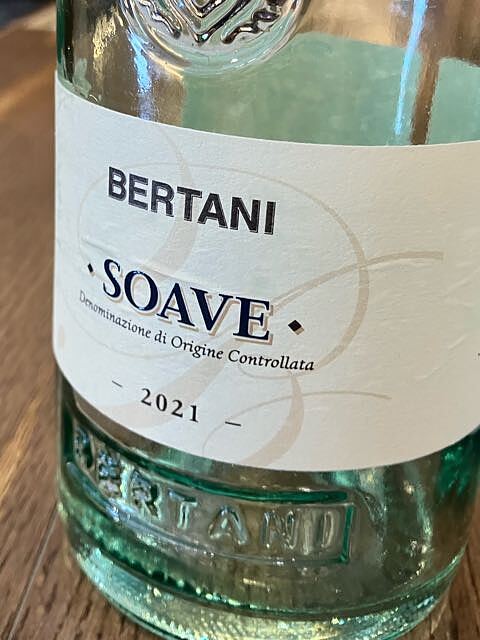 BERTANI
· SOAVE ·
Denominazione di Origine Controllata
– 2021 –
BERTANI